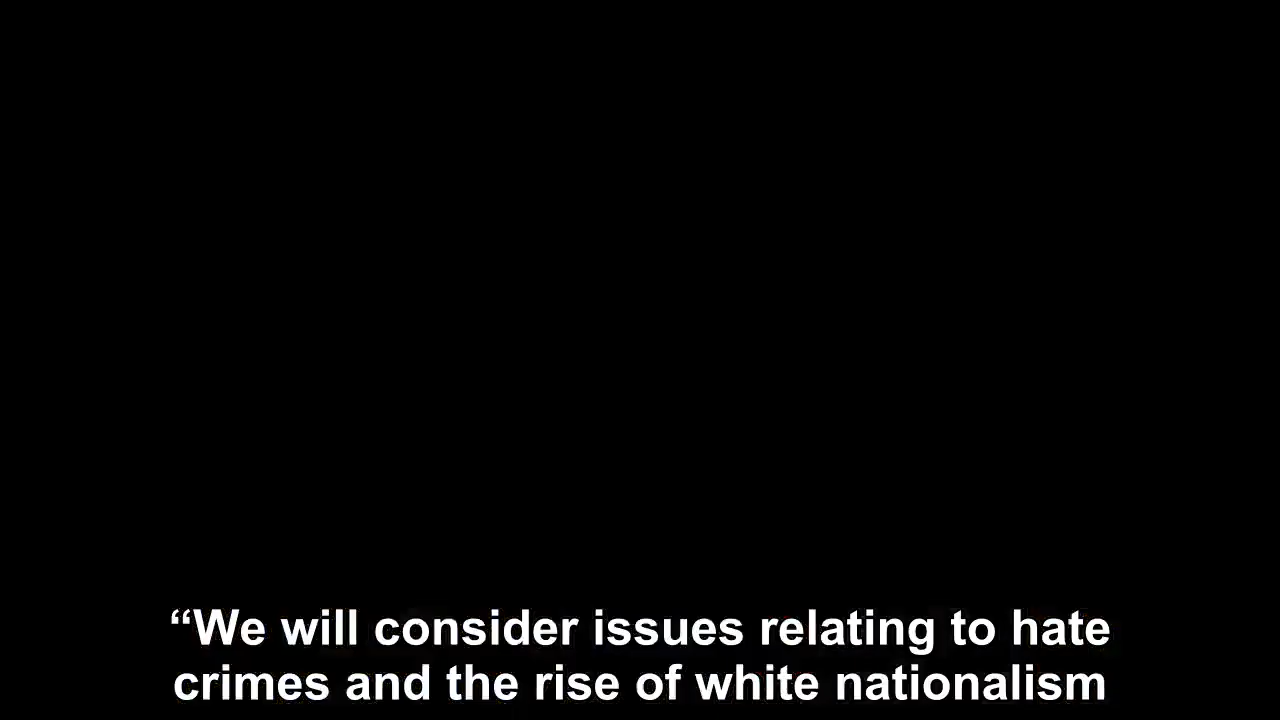 “We will consider issues relating to hate
crimes and the rise of white nationalism